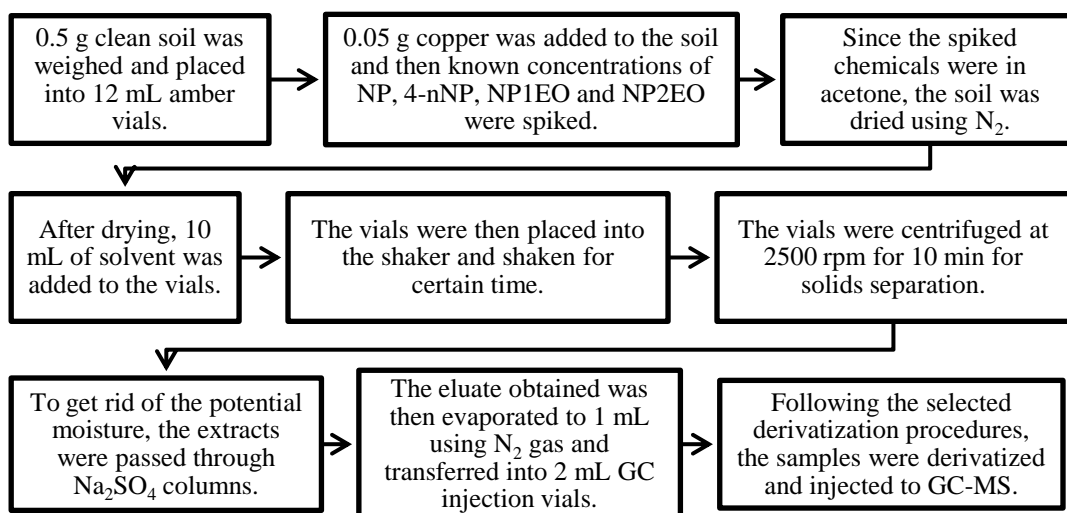 0.5 g clean soil was
weighed and placed
into 12 mL amber
vials.
0.05 g copper was added to the soil
and then known concentrations of
NP, 4-nNP, NP1EO and NP2EO
were spiked.
Since the spiked
chemicals were in
acetone, the soil was
dried using N₂.
After drying, 10
mL of solvent was
added to the vials.
The vials were then placed into
the shaker and shaken for
certain time.
The vials were centrifuged at
2500 rpm for 10 min for
solids separation.
To get rid of the potential
moisture, the extracts
were passed through
Na₂SO₄ columns.
The eluate obtained was
then evaporated to 1 mL
using N₂ gas and
transferred into 2 mL GC
injection vials.
Following the selected
derivatization procedures,
the samples were derivatized
and injected to GC-MS.